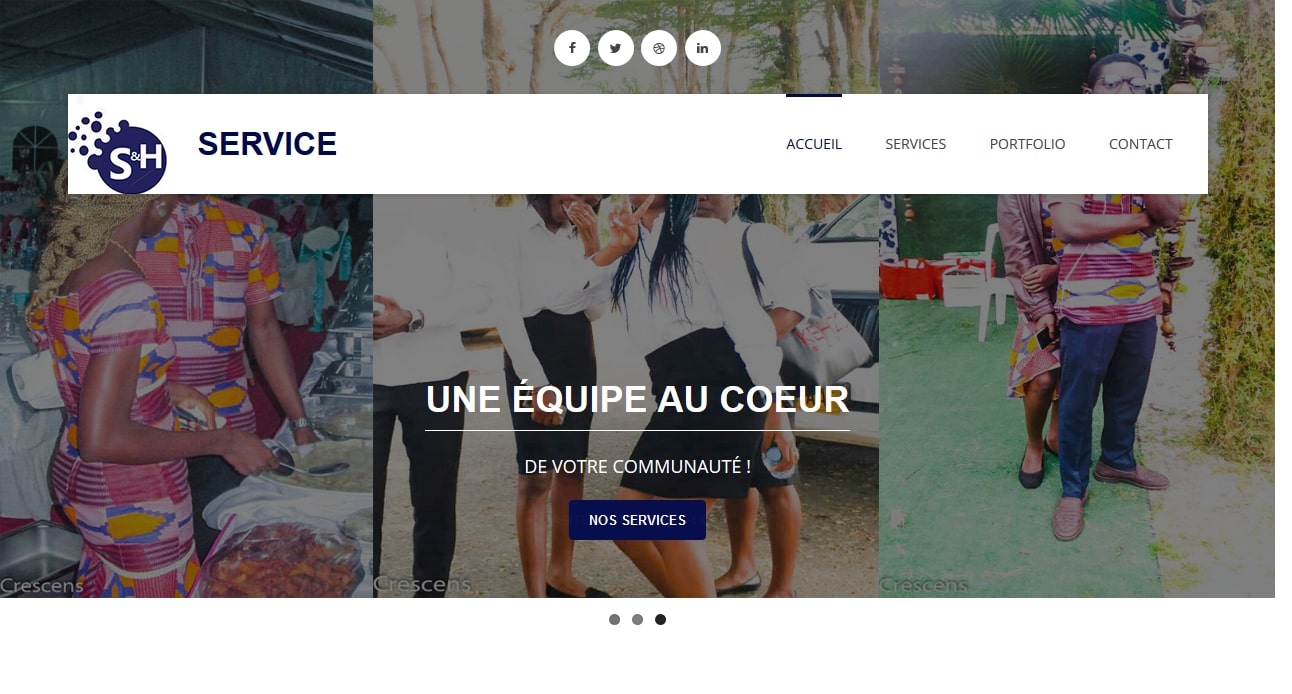 S&H
SERVICE
ACCUEIL
SERVICES
PORTFOLIO
CONTACT
UNE ÉQUIPE AU COEUR
DE VOTRE COMMUNAUTÉ !
NOS SERVICES
Crescens
Crescens
Crescens